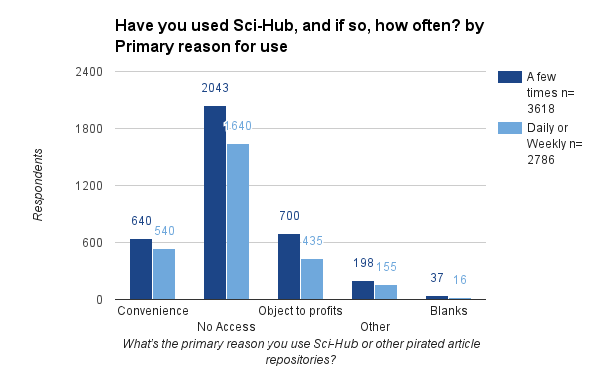 Have you used Sci-Hub, and if so, how often? by
Primary reason for use
2400
1800
1200
600
0
Respondents
640
540
2043
1640
700
435
198
155
37
16
Convenience
No Access
Object to profits
Other
Blanks
What's the primary reason you use Sci-Hub or other pirated article
repositories?
A few
times n=
3618
Daily or
Weekly n=
2786